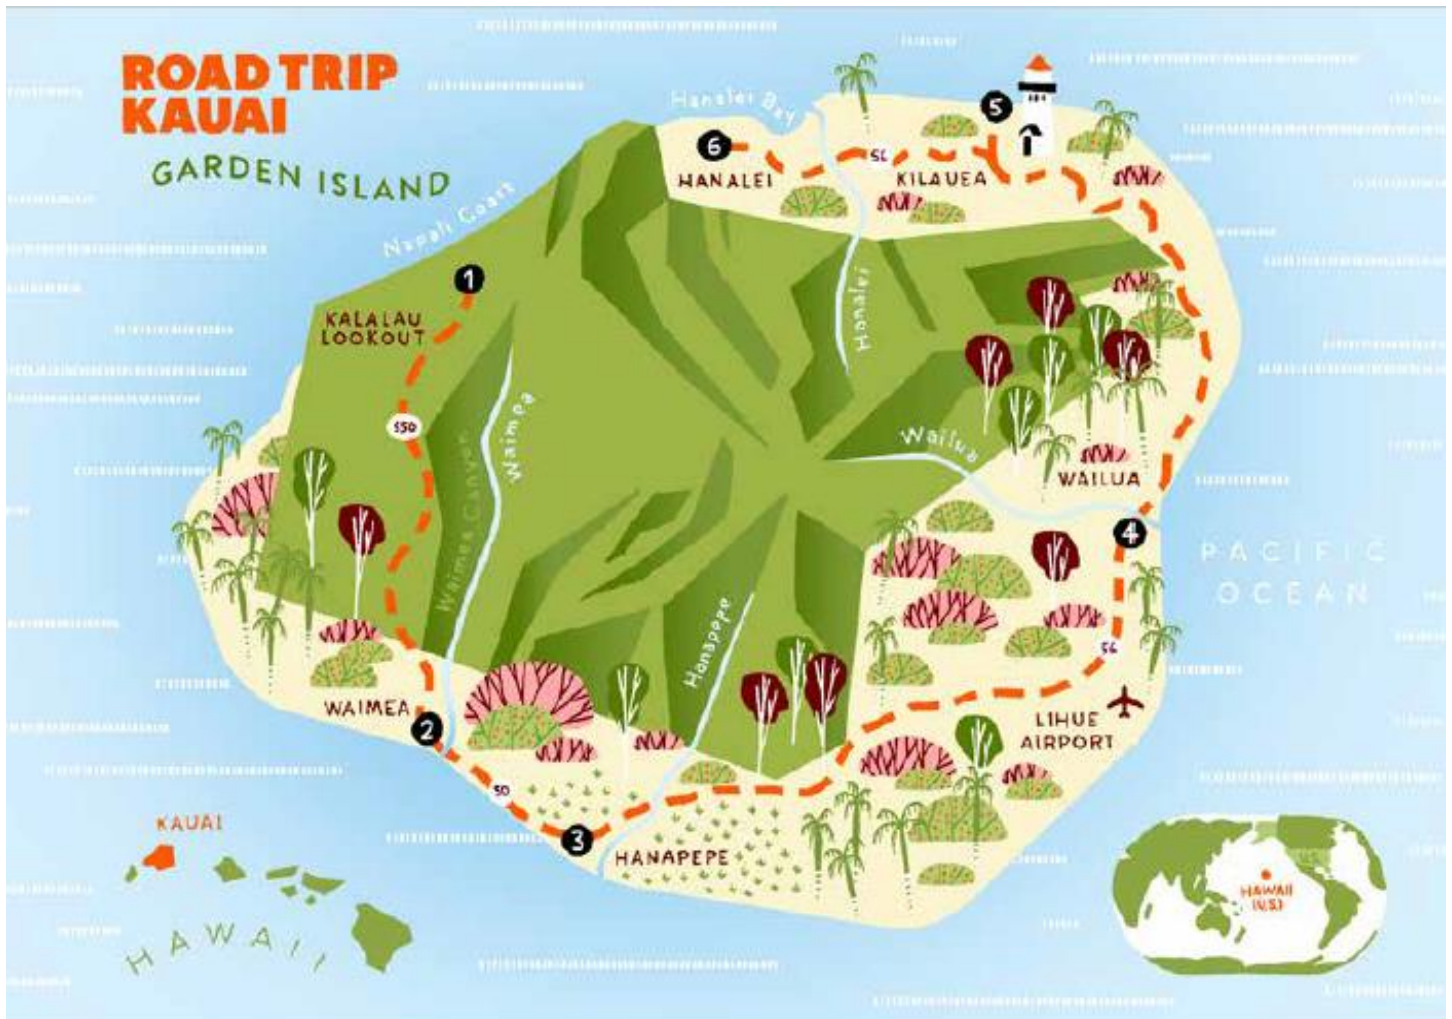 ROAD TRIP
KAUAI
GARDEN ISLAND
Napali Coast
Hanalei Bay
5
6
HANALEI
56
KILAUEA
1
KALALAU
LOOKOUT
Hanalei
550
Waimea
Waimea Canyon
Wailua
WAILUA
4
PACIFIC
OCEAN
Hanapepe
56
WAIMEA
2
LIHUE
AIRPORT
50
3
HANAPEPE
KAUAI
HAWAII
HAWAII
(U.S.)